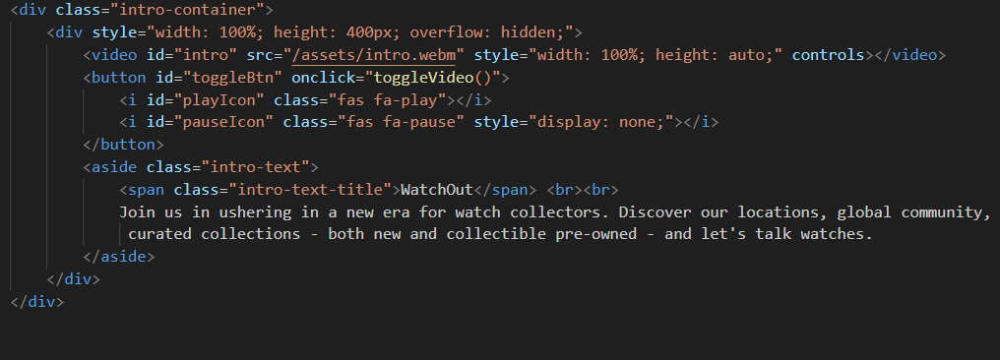 <div class="intro-container">
    <div style="width: 100%; height: 400px; overflow: hidden;">
        <video id="intro" src="/assets/intro.webm" style="width: 100%; height: auto;" controls></video>
        <button id="toggleBtn" onclick="toggleVideo()">
            <i id="playIcon" class="fas fa-play"></i>
            <i id="pauseIcon" class="fas fa-pause" style="display: none;"></i>
        </button>
        <aside class="intro-text">
            <span class="intro-text-title">WatchOut</span> <br><br>
            Join us in ushering in a new era for watch collectors. Discover our locations, global community,
             curated collections - both new and collectible pre-owned - and let's talk watches.
        </aside>
    </div>
</div>